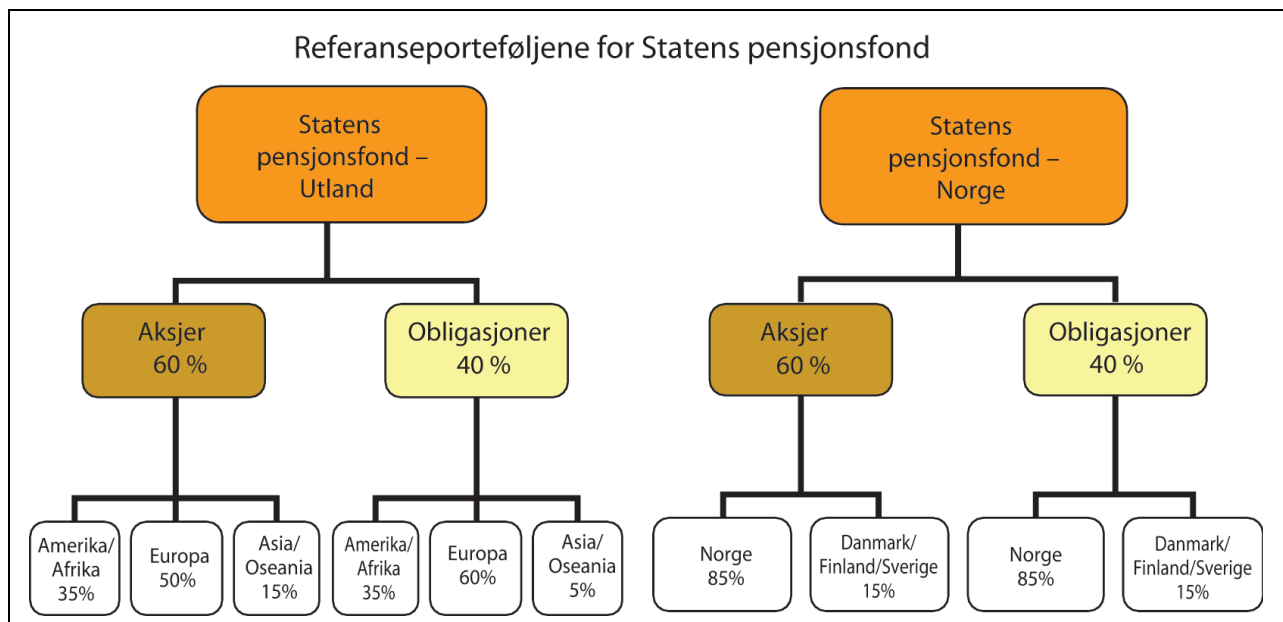 Referanseporteføljene for Statens pensjonsfond
Statens
pensjonsfond –
Utland
Aksjer
60 %
Obligasjoner
40 %
Amerika/
Afrika
35%
Europa
50%
Asia/
Oseania
15%
Amerika/
Afrika
35%
Europa
60%
Asia/
Oseania
5%
Statens
pensjonsfond –
Norge
Aksjer
60 %
Obligasjoner
40 %
Norge
85%
Danmark/
Finland/Sverige
15%
Norge
85%
Danmark/
Finland/Sverige
15%